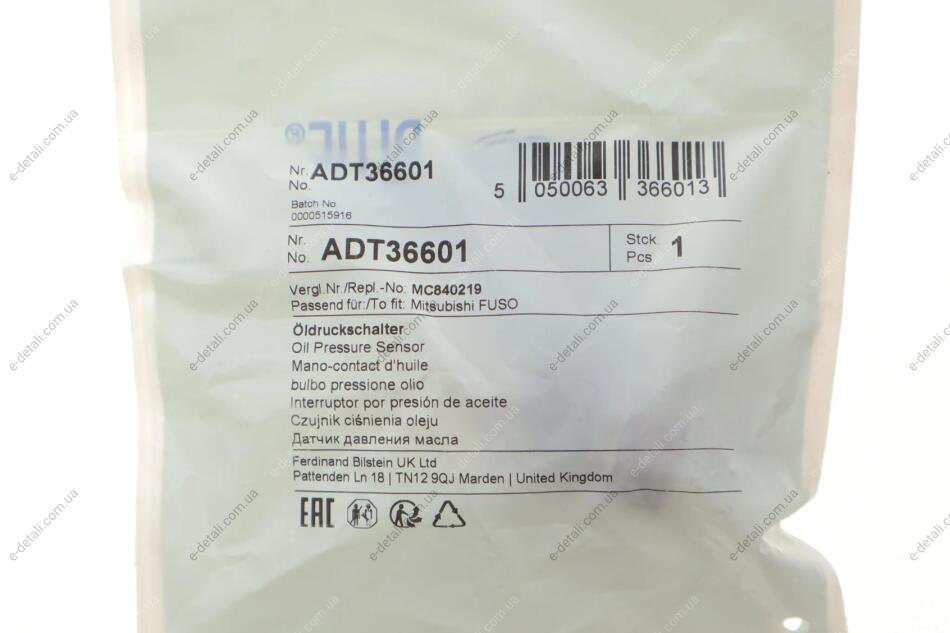 Nr. ADT36601
No.
5 050063 366013
Batch No
0000515916
Nr. ADT36601
No.
Stck. 1
Pcs
Vergl.Nr./Repl.-No: MC840219
Passend für:/To fit: Mitsubishi FUSO
Öldruckschalter
Oil Pressure Sensor
Mano-contact d'huile
bulbo pressione olio
Interruptor por presión de aceite
Czujnik ciśnienia oleju
Датчик давления масла
Ferdinand Bilstein UK Ltd
Pattenden Ln 18 | TN12 9QJ Marden | United Kingdom
EAC
e-detali.com.ua